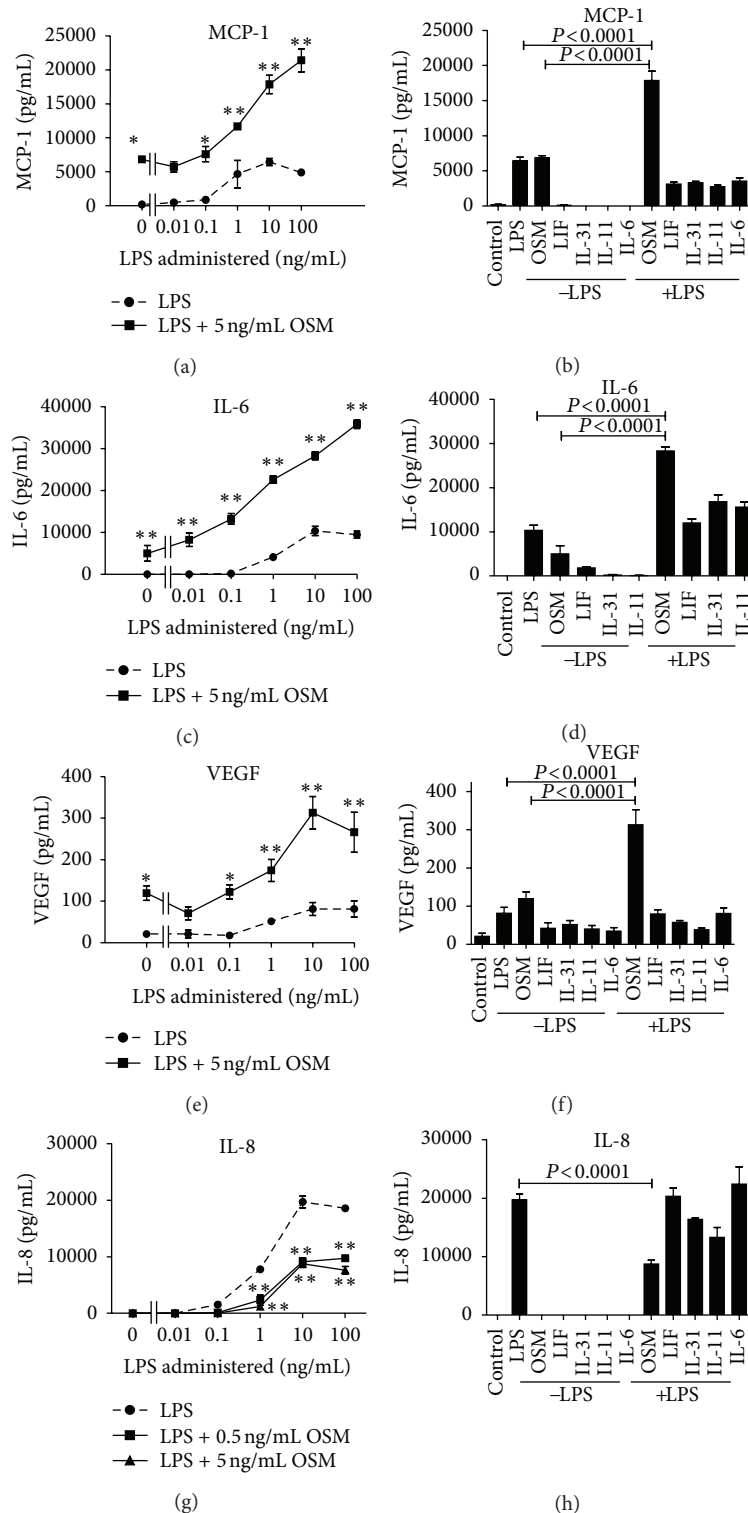 MCP-1
25000
20000
15000
10000
5000
0
MCP-1 (pg/mL)
* * ** ** **
0 0.01 0.1 1 10 100
LPS administered (ng/mL)
LPS
LPS + 5 ng/mL OSM
(a)
MCP-1
P < 0.0001
P < 0.0001
25000
20000
15000
10000
5000
0
MCP-1 (pg/mL)
Control LPS OSM LIF IL-31 IL-11 IL-6 OSM LIF IL-31 IL-11 IL-6
–LPS +LPS
(b)
IL-6
40000
30000
20000
10000
0
IL-6 (pg/mL)
** ** ** ** ** **
0 0.01 0.1 1 10 100
LPS administered (ng/mL)
LPS
LPS + 5 ng/mL OSM
(c)
IL-6
P < 0.0001
P < 0.0001
40000
30000
20000
10000
0
IL-6 (pg/mL)
Control LPS OSM LIF IL-31 IL-11 OSM LIF IL-31 IL-11
–LPS +LPS
(d)
VEGF
400
300
200
100
0
VEGF (pg/mL)
* * ** ** **
0 0.01 0.1 1 10 100
LPS administered (ng/mL)
LPS
LPS + 5 ng/mL OSM
(e)
VEGF
P < 0.0001
P < 0.0001
400
300
200
100
0
VEGF (pg/mL)
Control LPS OSM LIF IL-31 IL-11 IL-6 OSM LIF IL-31 IL-11 IL-6
–LPS +LPS
(f)
IL-8
30000
20000
10000
0
IL-8 (pg/mL)
** ** **
** ** **
0 0.01 0.1 1 10 100
LPS administered (ng/mL)
LPS
LPS + 0.5 ng/mL OSM
LPS + 5 ng/mL OSM
(g)
IL-8
P < 0.0001
30000
20000
10000
0
IL-8 (pg/mL)
Control LPS OSM LIF IL-31 IL-11 IL-6 OSM LIF IL-31 IL-11 IL-6
–LPS +LPS
(h)